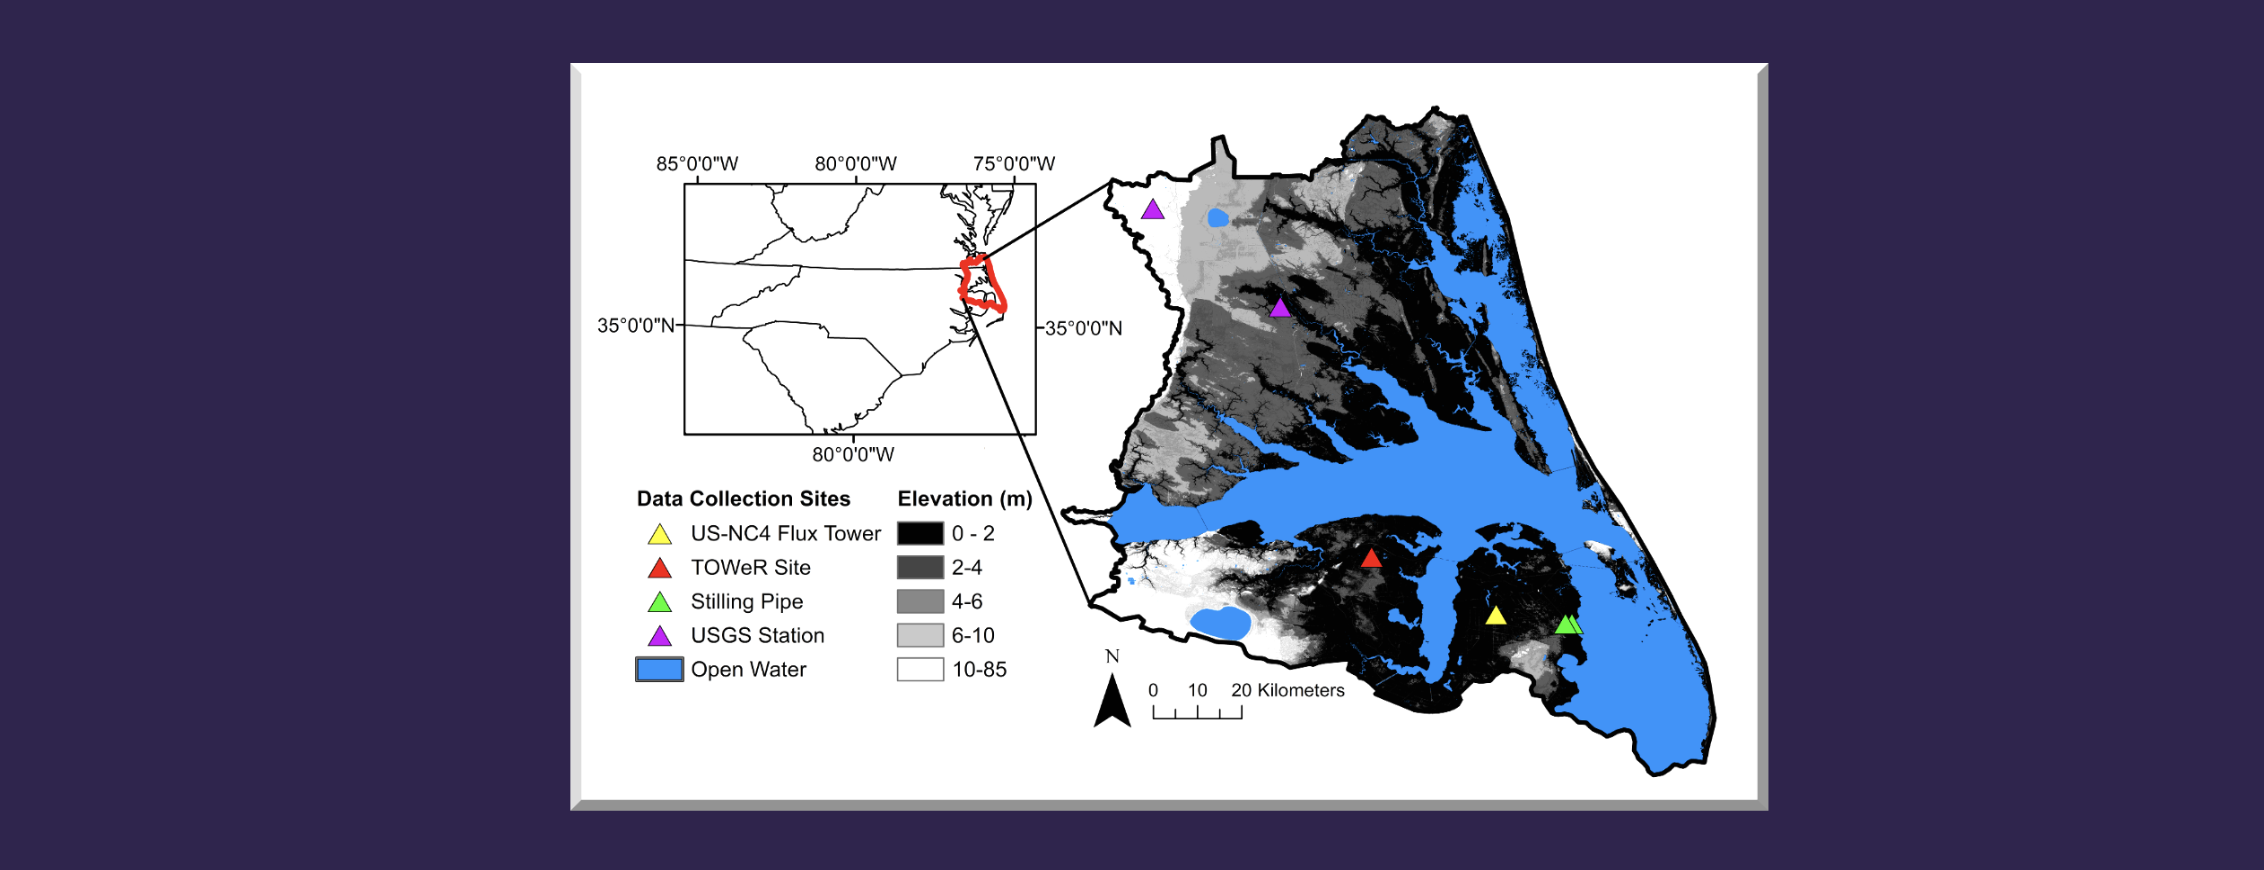 85°0'0"W 80°0'0"W 75°0'0"W
35°0'0"N 35°0'0"N
80°0'0"W
Data Collection Sites
US-NC4 Flux Tower
TOWeR Site
Stilling Pipe
USGS Station
Open Water
Elevation (m)
0 - 2
2-4
4-6
6-10
10-85
N
0 10 20 Kilometers